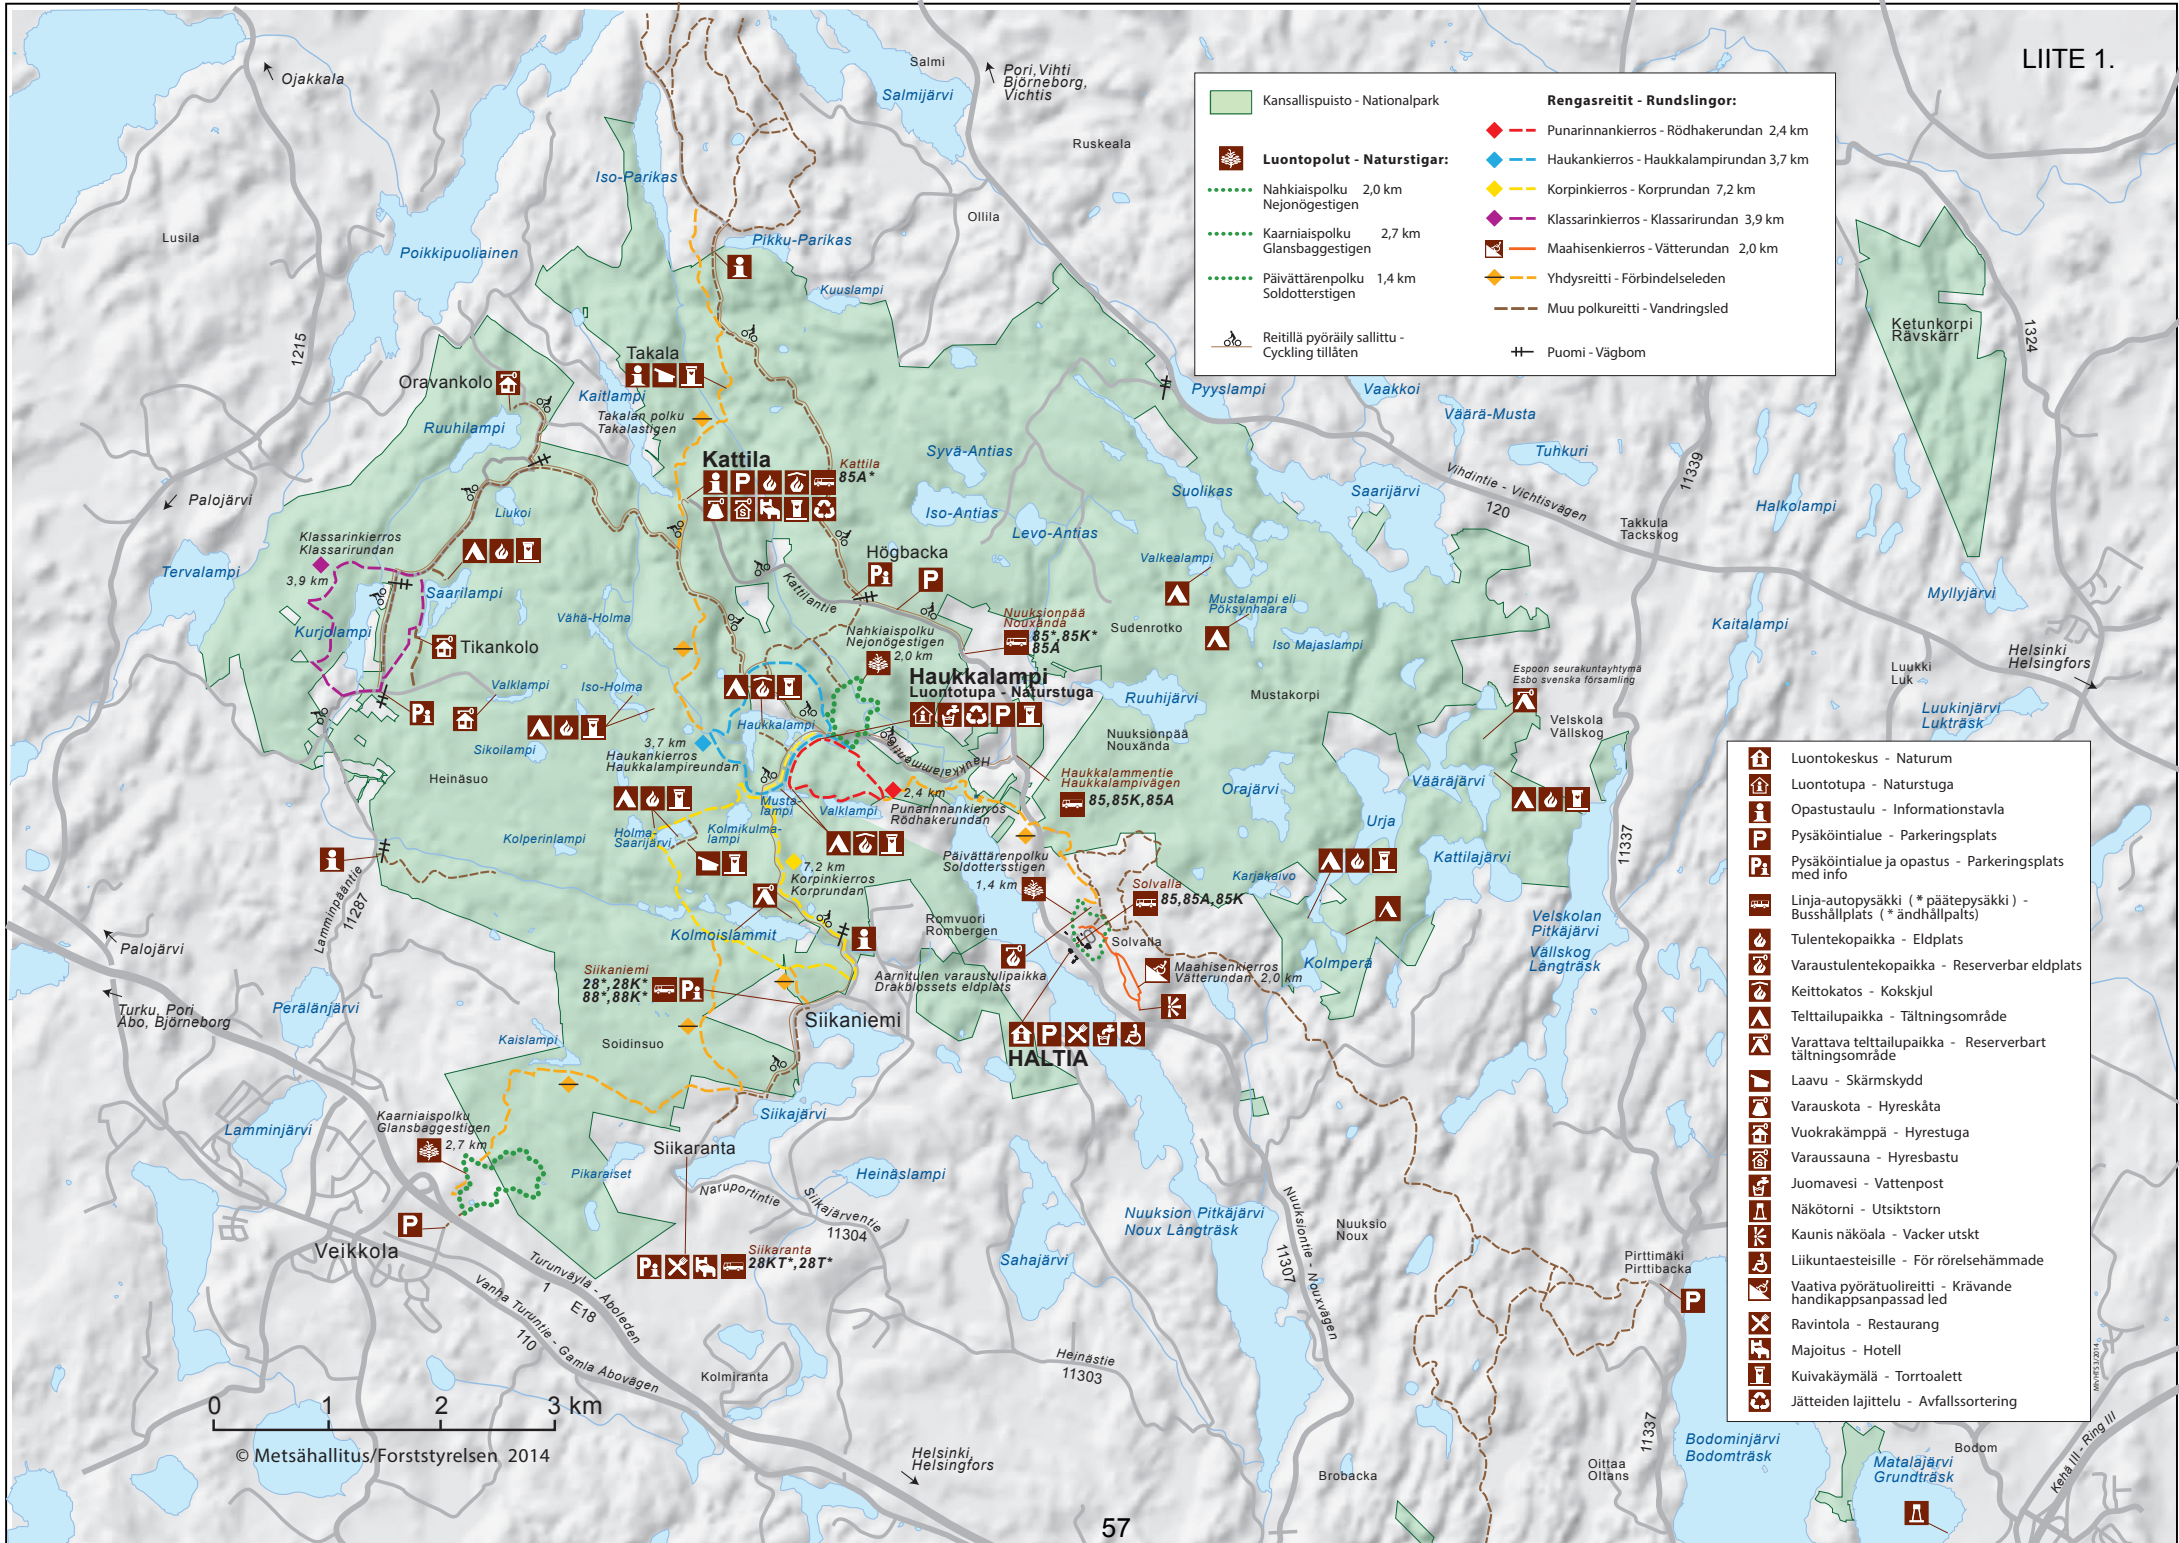 LIITE 1.
Kansallispuisto - Nationalpark
Luontopolut - Naturstigar:
Nahkiaispolku 2,0 km
Nejonögestigen
Kaarniaispolku 2,7 km
Glansbaggestigen
Päivättärenpolku 1,4 km
Soldotterstigen
Reitillä pyöräily sallittu -
Cyckling tillåten
Rengasreitit - Rundslingor:
Punarinnankierros - Rödhakerundan 2,4 km
Haukankierros - Haukkalampirundan 3,7 km
Korpinkierros - Korprundan 7,2 km
Klassarinkierros - Klassarirundan 3,9 km
Maahisenkierros - Vätterundan 2,0 km
Yhdysreitti - Förbindelseleden
Muu polkureitti - Vandringsled
Puomi - Vägbom
Ojakkala
Salmi
Salmijärvi
Pori, Vihti
Björneborg,
Vichtis
Ruskeala
Iso-Parikas
Ollila
Lusila
Poikkipuoliainen
Pikku-Parikas
Kuuslampi
1215
Takala
Oravankolo
Kaitlampi
Takalan polku
Takalastigen
Ruuhilampi
Pyyslampi
Vaakkoi
Väärä-Musta
Tuhkuri
Ketunkorpi
Rävskärr
1324
Kattila
Kattila
85A*
Syvä-Antias
Iso-Antias
Levo-Antias
Suolikas
Saarijärvi
Vihdintie - Vichtisvägen
120
11339
Halkolampi
Takkula
Tackskog
Palojärvi
Liukoi
Klassarinkierros
Klassarirundan
3,9 km
Tervalampi
Saarilampi
Kurjolampi
Tikankolo
Vähä-Holma
Högbacka
Kattilantie
Valkealampi
Mustalampi eli
Pöksynhaara
Sudenrotko
Iso Majaslampi
Myllyjärvi
Kaitalampi
Nuuksionpää
Nouxända
85*,85K*
85A
Nahkiaispolku
Nejonögestigen
2,0 km
Haukkalampi
Luontotupa - Naturstuga
Helsinki
Helsingfors
Luukki
Luk
Luukinjärvi
Lukträsk
Espoon seurakuntayhtymä
Esbo svenska församling
Velskola
Vällskog
Valklampi
Iso-Holma
Sikoilampi
Heinäsuo
Haukkalampi
3,7 km
Haukankierros
Haukkalampireundan
Ruuhijärvi
Mustakorpi
Nuuksionpää
Nouxända
Haukkalammentie
Haukkalammentie
Haukkalampivägen
85,85K,85A
Orajärvi
Vääräjärvi
2,4 km
Punarinnankierros
Rödhakerundan
Musta-
lampi
Valklampi
Kolmikulma-
lampi
Holma-
Saarijärvi
Kolperinlampi
7,2 km
Korpinkierros
Korprundan
Päivättärenpolku
Soldotterssstigen
1,4 km
Urja
Kattilajärvi
Karjakaivo
11337
Lamminpääntie
11287
Solvalla
85,85A,85K
Solvalla
Romvuori
Rombergen
Kolmoislammit
Aarnitulen varaustulipaikka
Drakblossets eldplats
Maahisenkierros
Vätterundan 2,0 km
Kolmperä
Velskolan
Pitkäjärvi
Vällskog
Långträsk
Palojärvi
Turku, Pori
Åbo, Björneborg
Perälänjärvi
Siikaniemi
28*,28K*
88*,88K*
Siikaniemi
HALTIA
Kaislampi
Soidinsuo
Lamminjärvi
Kaarniaispolku
Glansbaggestigen
2,7 km
Siikajärvi
Siikaranta
Pikaraiset
Heinäslampi
Naruportintie
Siikajärventie
11304
Siikaranta
28KT*,28T*
Veikkola
Turunväylä - Åboleden
1
E18
Vanha Turuntie - Gamla Åbovägen
110
Sahajärvi
Nuuksion Pitkäjärvi
Noux Långträsk
Nuuksiontie - Nouxvägen
11307
Nuuksio
Noux
Pirttimäki
Pirttibacka
Heinästie
11303
Kolmiranta
0 1 2 3 km
© Metsähallitus/Forststyrelsen 2014
Helsinki,
Helsingfors
Brobacka
Oittaa
Oltans
11337
Bodominjärvi
Bodomträsk
Bodom
Matalajärvi
Grundträsk
Kehä III - Ring III
57
Luontokeskus - Naturum
Luontotupa - Naturstuga
Opastustaulu - Informationstavla
Pysäköintialue - Parkeringsplats
Pysäköintialue ja opastus - Parkeringsplats
med info
Linja-autopysäkki ( * päätepysäkki ) -
Busshållplats ( * ändhållpalts)
Tulentekopaikka - Eldplats
Varaustulentekopaikka - Reserverbar eldplats
Keittokatos - Kokskjul
Telttailupaikka - Tältningsområde
Varattava telttailupaikka - Reserverbart
tältningsområde
Laavu - Skärmskydd
Varauskota - Hyreskåta
Vuokrakämppä - Hyrestuga
Varaussauna - Hyresbastu
Juomavesi - Vattenpost
Näkötorni - Utsiktstorn
Kaunis näköala - Vacker utskt
Liikuntaesteisille - För rörelsehämmade
Vaativa pyörätuolireitti - Krävande
handikappsanpassad led
Ravintola - Restaurang
Majoitus - Hotell
Kuivakäymälä - Torrtoalett
Jätteiden lajittelu - Avfallssortering